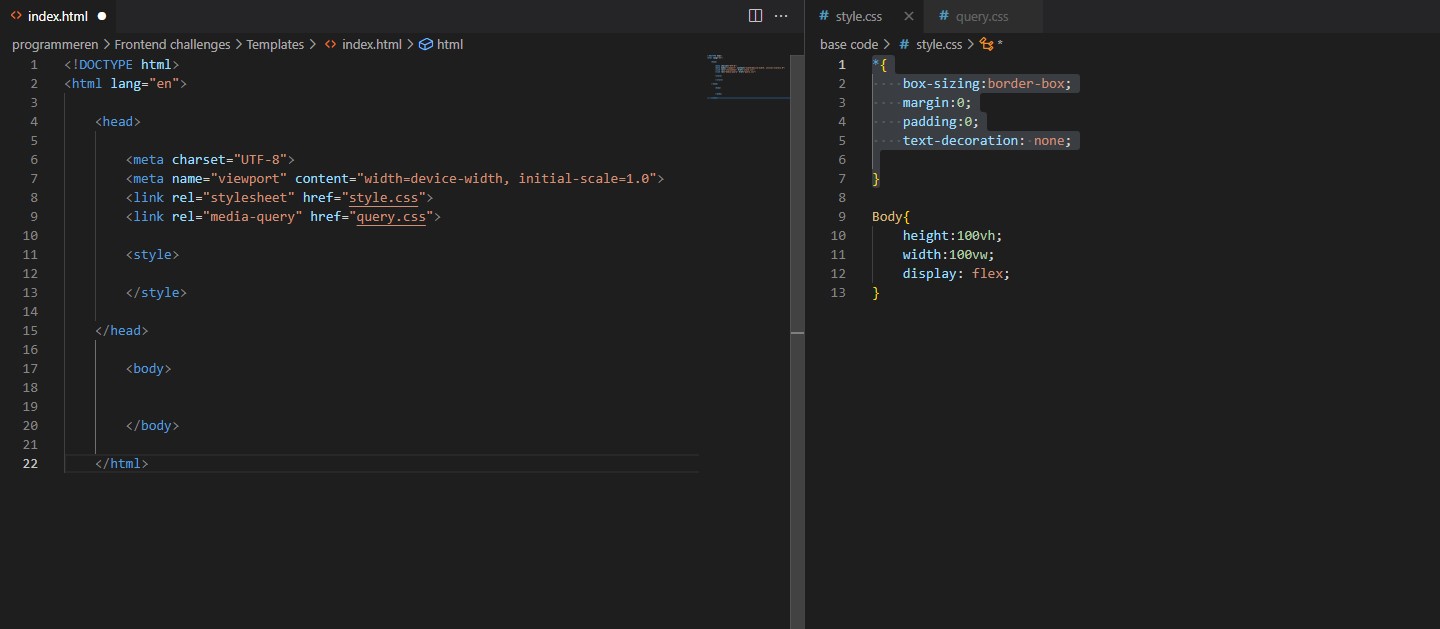 index.html
programmeren > Frontend challenges > Templates > <> index.html > html
1 <!DOCTYPE html>
2 <html lang="en">
3
4 <head>
5
6 <meta charset="UTF-8">
7 <meta name="viewport" content="width=device-width, initial-scale=1.0">
8 <link rel="stylesheet" href="style.css">
9 <link rel="media-query" href="query.css">
10
11 <style>
12
13 </style>
14
15 </head>
16
17 <body>
18
19
20 </body>
21
22 </html>
# style.css # query.css
base code > # style.css > *
1 *{
2 box-sizing:border-box;
3 margin:0;
4 padding:0;
5 text-decoration: none;
6
7 }
8
9 Body{
10 height:100vh;
11 width:100vw;
12 display: flex;
13 }